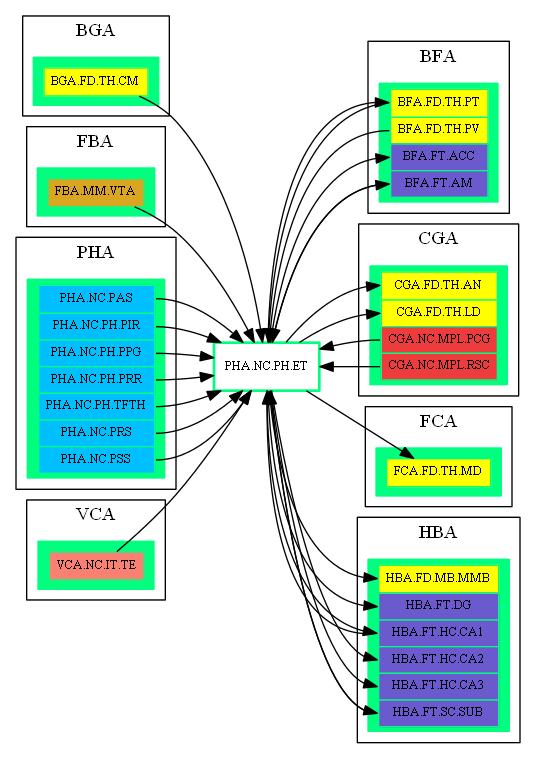 BGA
BGA.FD.TH.CM
FBA
FBA.MM.VTA
PHA
PHA.NC.PAS
PHA.NC.PH.PIR
PHA.NC.PH.PPG
PHA.NC.PH.PRR
PHA.NC.PH.TFTH
PHA.NC.PRS
PHA.NC.PSS
VCA
VCA.NC.IT.TE
PHA.NC.PH.ET
BFA
BFA.FD.TH.PT
BFA.FD.TH.PV
BFA.FT.ACC
BFA.FT.AM
CGA
CGA.FD.TH.AN
CGA.FD.TH.LD
CGA.NC.MPL.PCG
CGA.NC.MPL.RSC
FCA
FCA.FD.TH.MD
HBA
HBA.FD.MB.MMB
HBA.FT.DG
HBA.FT.HC.CA1
HBA.FT.HC.CA2
HBA.FT.HC.CA3
HBA.FT.SC.SUB